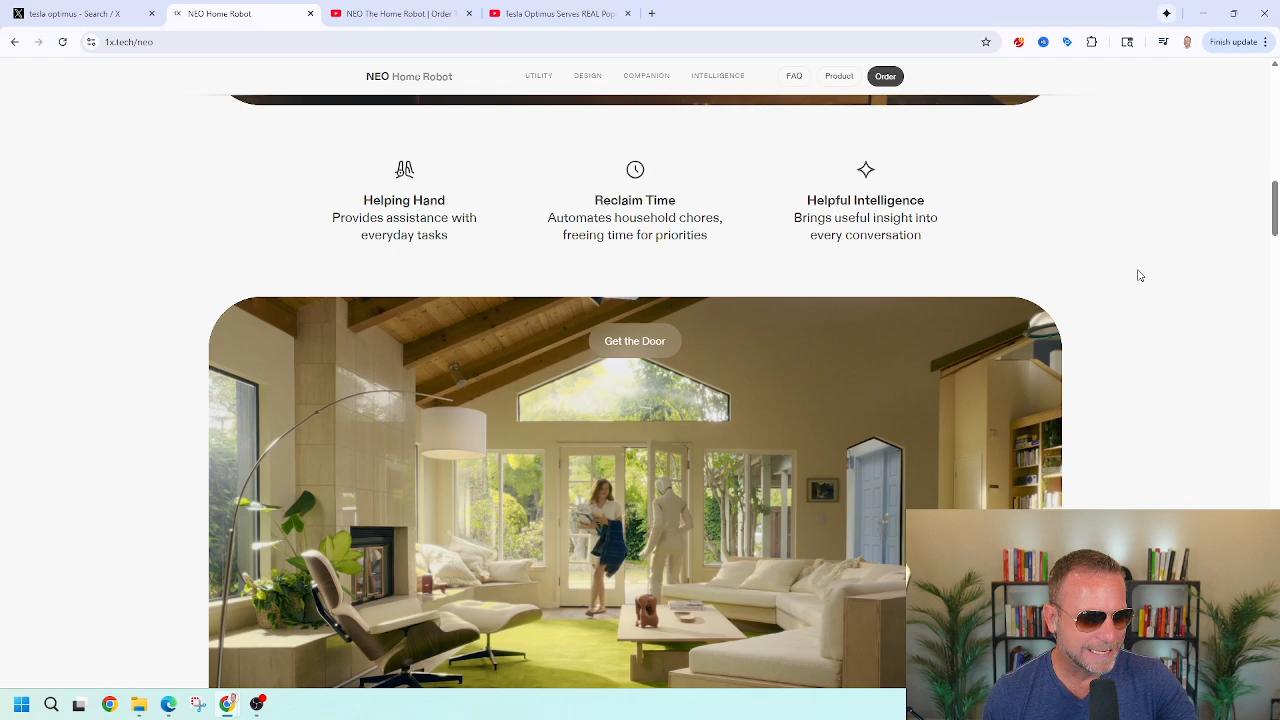 tesla optimus - Search / X
NEO Home Robot
NEO The Home Robot | Order
Tesla Optimus Serves REAL Pop
1x.tech/neo
Finish update
NEO Home Robot
UTILITY
DESIGN
COMPANION
INTELLIGENCE
FAQ
Product
Order
Helping Hand
Provides assistance with
everyday tasks
Reclaim Time
Automates household chores,
freeing time for priorities
Helpful Intelligence
Brings useful insight into
every conversation
Get the Door